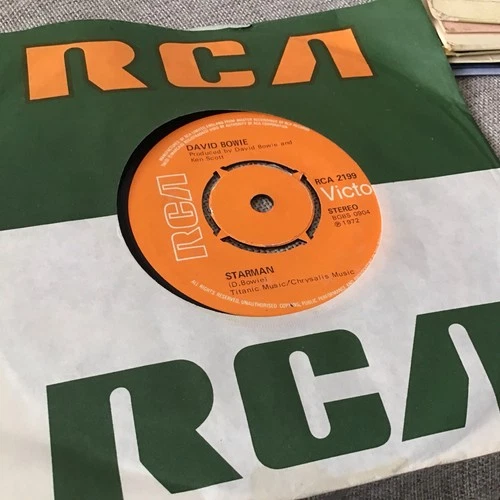 RCA
DAVID BOWIE
Produced by David Bowie and
Ken Scott
RCA
RCA 2199
Victo
STEREO
BGBS 0904
℗ 1972
STARMAN
(D.Bowie)
Titanic Music/Chrysalis Music
RCA